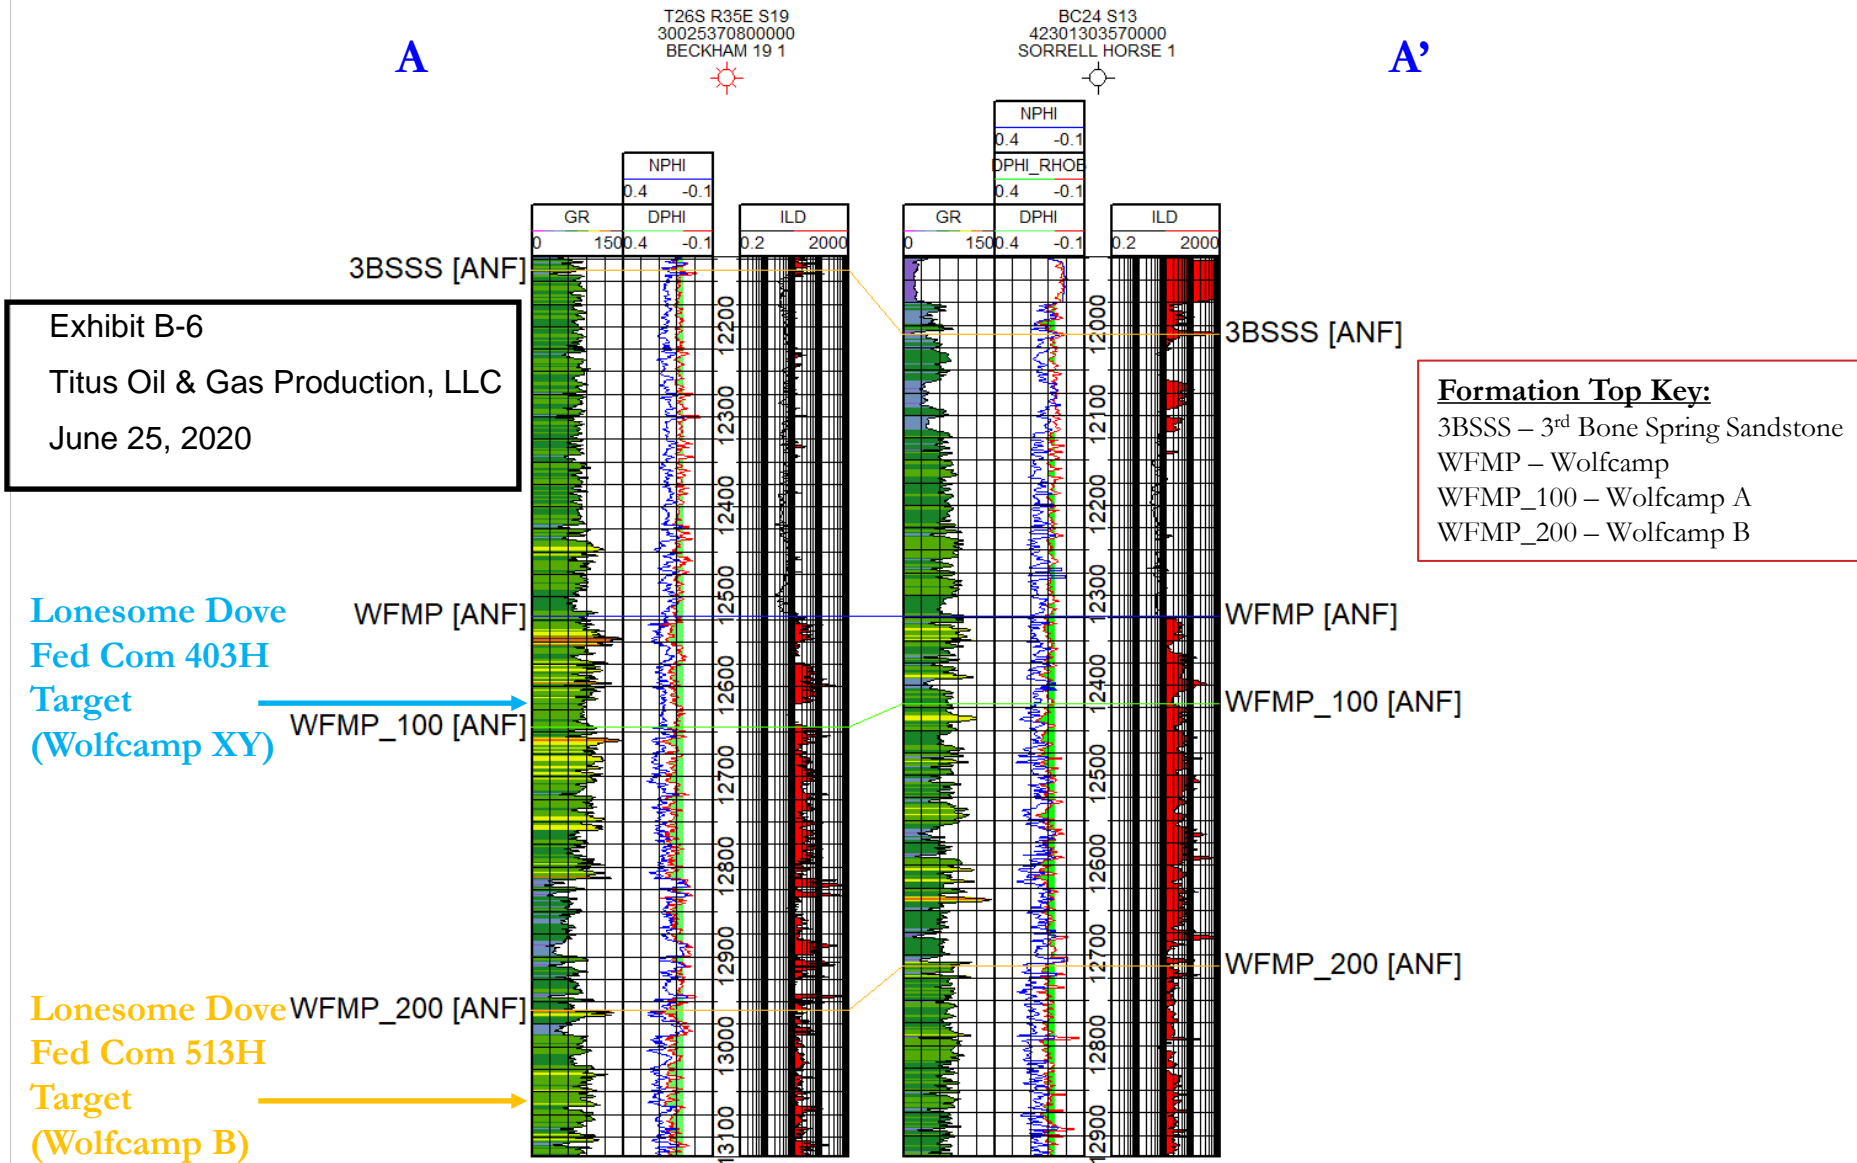 A
T26S R35E S19
30025370800000
BECKHAM 19 1
BC24 S13
42301303570000
SORRELL HORSE 1
A’
NPHI
0.4 -0.1
GR DPHI ILD
0 150 0.4 -0.1 0.2 2000
NPHI
0.4 -0.1
DPHI_RHOB
0.4 -0.1
GR DPHI ILD
0 150 0.4 -0.1 0.2 2000
3BSSS [ANF]
3BSSS [ANF]
Exhibit B-6
Titus Oil & Gas Production, LLC
June 25, 2020
Formation Top Key:
3BSSS – 3rd Bone Spring Sandstone
WFMP – Wolfcamp
WFMP_100 – Wolfcamp A
WFMP_200 – Wolfcamp B
Lonesome Dove
Fed Com 403H
Target
(Wolfcamp XY)
WFMP [ANF]
WFMP [ANF]
WFMP_100 [ANF]
WFMP_100 [ANF]
Lonesome Dove
Fed Com 513H
Target
(Wolfcamp B)
WFMP_200 [ANF]
WFMP_200 [ANF]
12200
12300
12400
12500
12600
12700
12800
12900
13000
13100
12000
12100
12200
12300
12400
12500
12600
12700
12800
12900